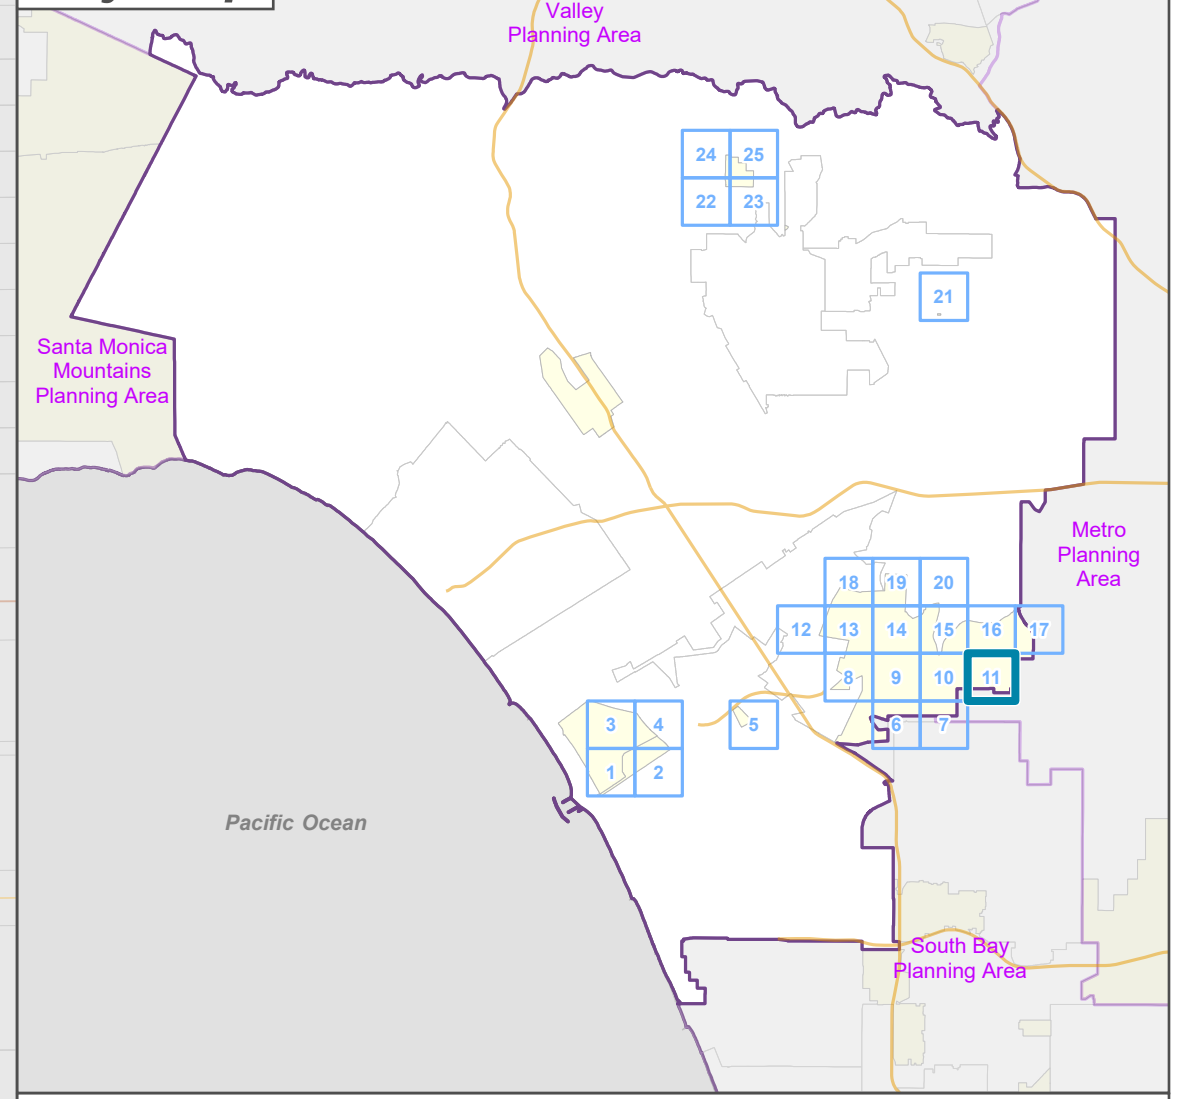 Valley
Planning Area
24 25
22 23
21
Santa Monica
Mountains
Planning Area
Metro
Planning
Area
18 19 20
12 13 14 15 16 17
8 9 10 11
3 4 5 6 7
1 2
Pacific Ocean
South Bay
Planning Area